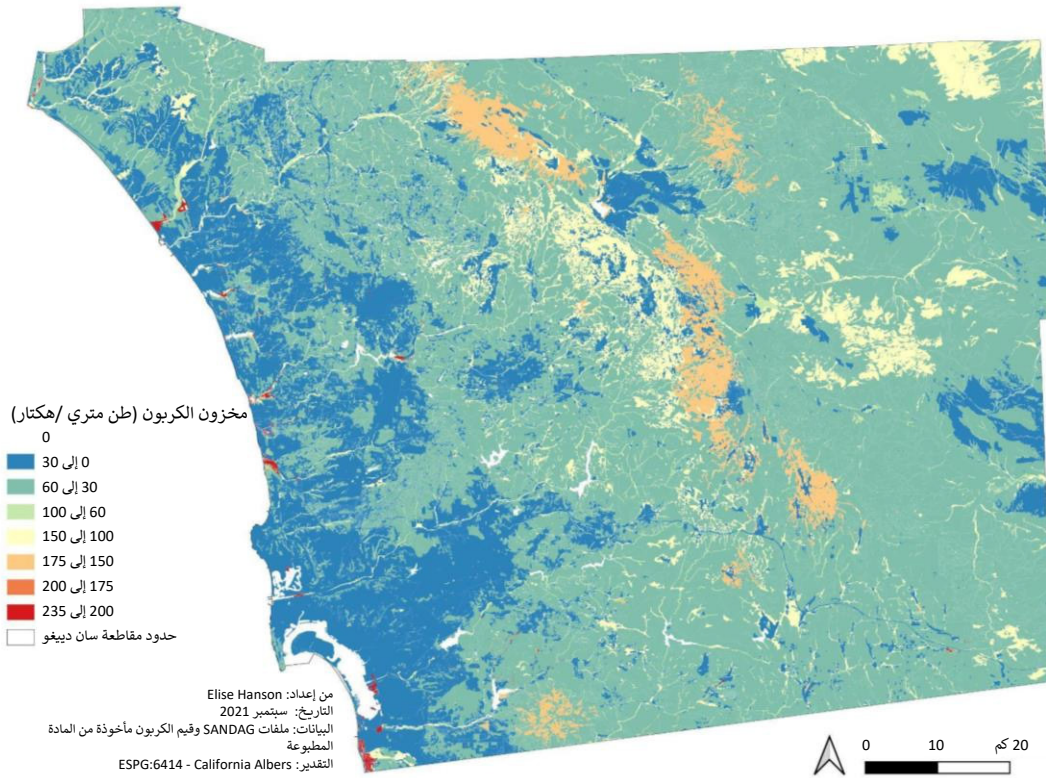 مخزون الكربون (طن متري /هكتار)
0
0 إلى 30
30 إلى 60
60 إلى 100
100 إلى 150
150 إلى 175
175 إلى 200
200 إلى 235
حدود مقاطعة سان دييغو
من إعداد: Elise Hanson
التاريخ: سبتمبر 2021
البيانات: ملفات SANDAG وقيم الكربون مأخوذة من المادة
المطبوعة
التقدير: ESPG:6414 - California Albers
0 10 20 كم